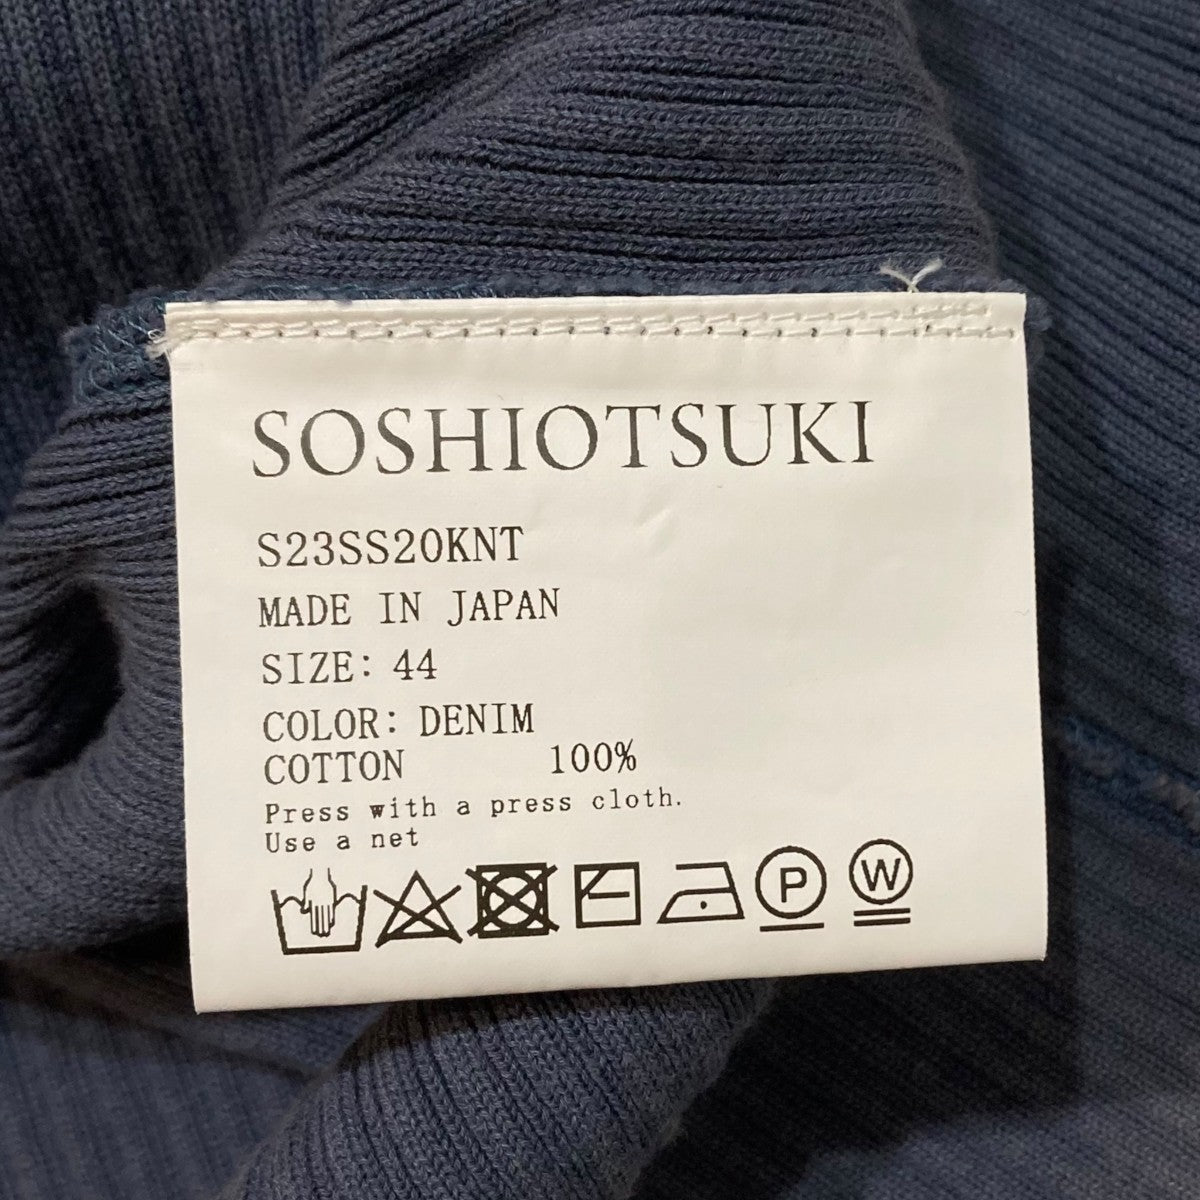 SOSHIOTSUKI
S23SS20KNT
MADE IN JAPAN
SIZE: 44
COLOR: DENIM
COTTON 100%
Press with a press cloth.
Use a net
P W